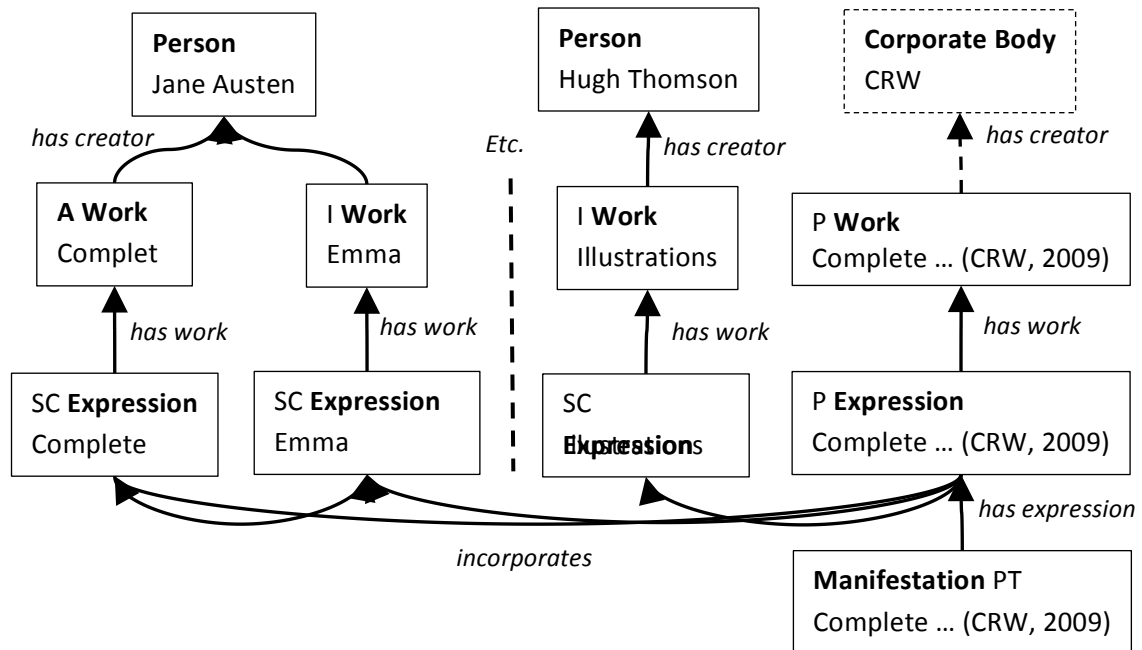 Person
Jane Austen
Person
Hugh Thomson
Corporate Body
CRW
has creator
Etc.
has creator
has creator
A Work
Complet
I Work
Emma
I Work
Illustrations
P Work
Complete ... (CRW, 2009)
has work
has work
has work
has work
SC Expression
Complete
SC Expression
Emma
SC
Expression
Illustrations
P Expression
Complete ... (CRW, 2009)
has expression
incorporates
Manifestation PT
Complete ... (CRW, 2009)